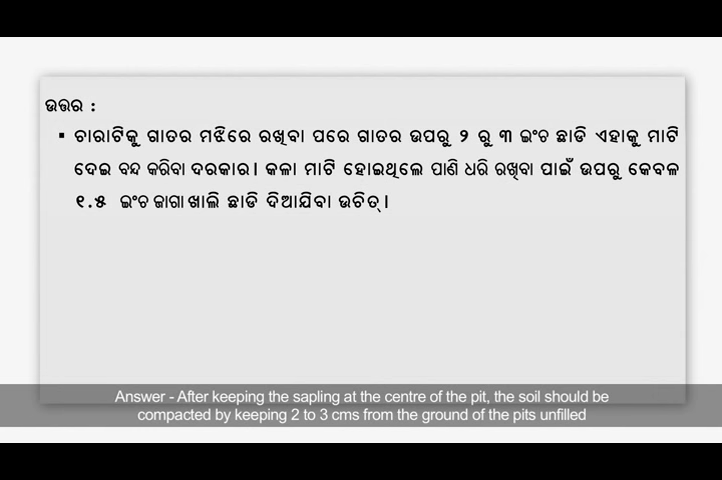 ଉତ୍ତର :
▪ ଚାରାଟିକୁ ଗାତର ମଝିରେ ରଖିବା ପରେ ଗାତର ଉପରୁ ୨ ରୁ ୩ ଇଂଚ ଛାଡି ଏହାକୁ ମାଟି
ଦେଇ ବନ୍ଦ କରିବା ଦରକାର। କଳା ମାଟି ହୋଇଥିଲେ ପାଣି ଧରି ରଖିବା ପାଇଁ ଉପରୁ କେବଳ
୧.୫ ଇଂଚ ଜାଗା ଖାଲି ଛାଡି ଦିଆଯିବା ଉଚିତ୍।
Answer - After keeping the sapling at the centre of the pit, the soil should be
compacted by keeping 2 to 3 cms from the ground of the pits unfilled